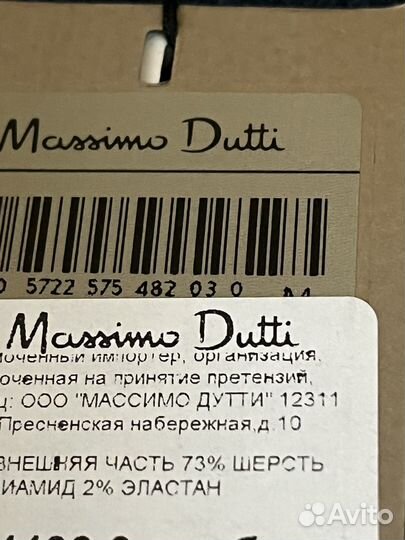 Massimo Dutti
0 5722 575 482 03 0 M
Massimo Dutti
моченный импортер, организация,
оченная на принятие претензий,
ц: ООО "МАССИМО ДУТТИ" 12311
Пресненская набережная,д.10
ВНЕШНЯЯ ЧАСТЬ 73% ШЕРСТЬ
ИАМИД 2% ЭЛАСТАН
Avito